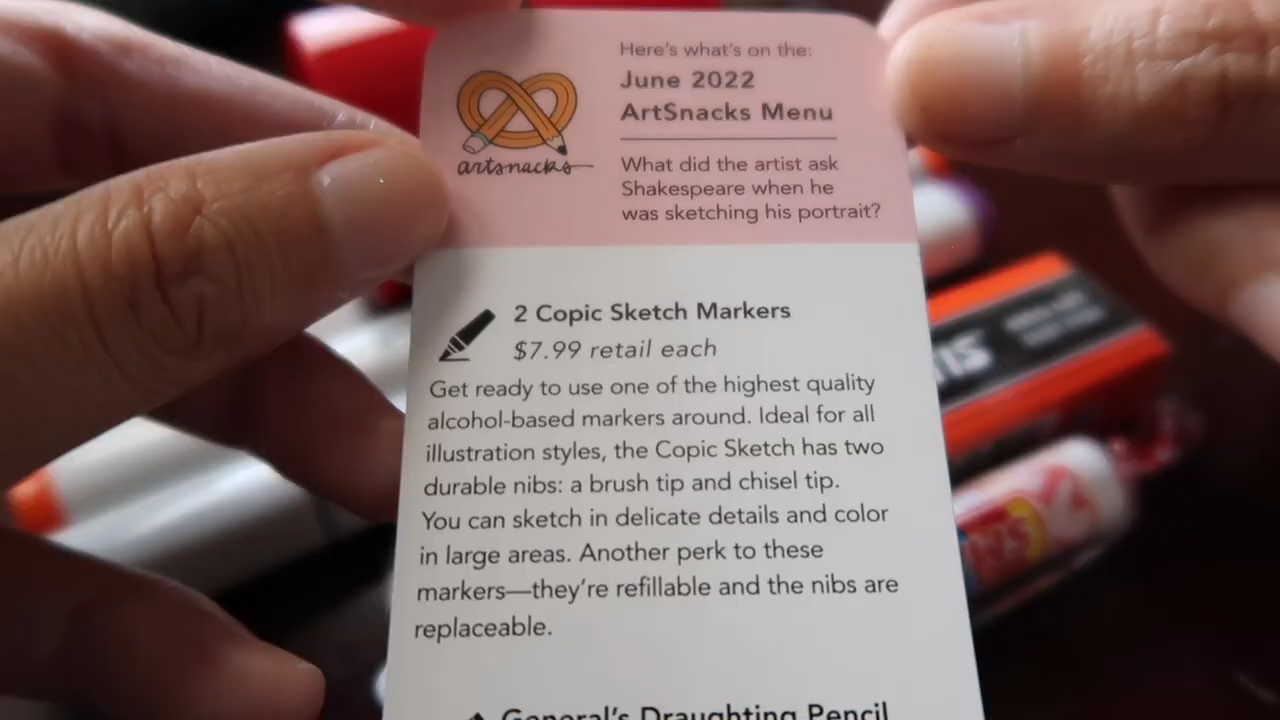 Here's what's on the:
June 2022
ArtSnacks Menu
artsnacks
What did the artist ask
Shakespeare when he
was sketching his portrait?
2 Copic Sketch Markers
$7.99 retail each
Get ready to use one of the highest quality
alcohol-based markers around. Ideal for all
illustration styles, the Copic Sketch has two
durable nibs: a brush tip and chisel tip.
You can sketch in delicate details and color
in large areas. Another perk to these
markers—they're refillable and the nibs are
replaceable.
General's Draughting Pencil